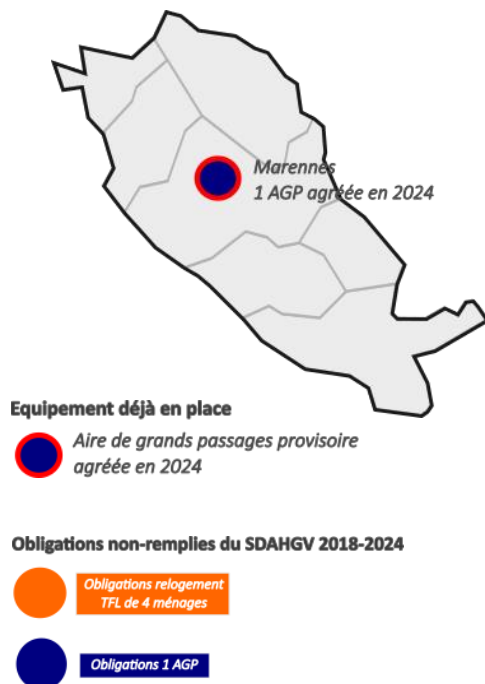 Marennes
1 AGP agréée en 2024
Equipement déjà en place
Aire de grands passages provisoire
agréée en 2024
Obligations non-remplies du SDAHGV 2018-2024
Obligations relogement
TFL de 4 ménages
Obligations 1 AGP